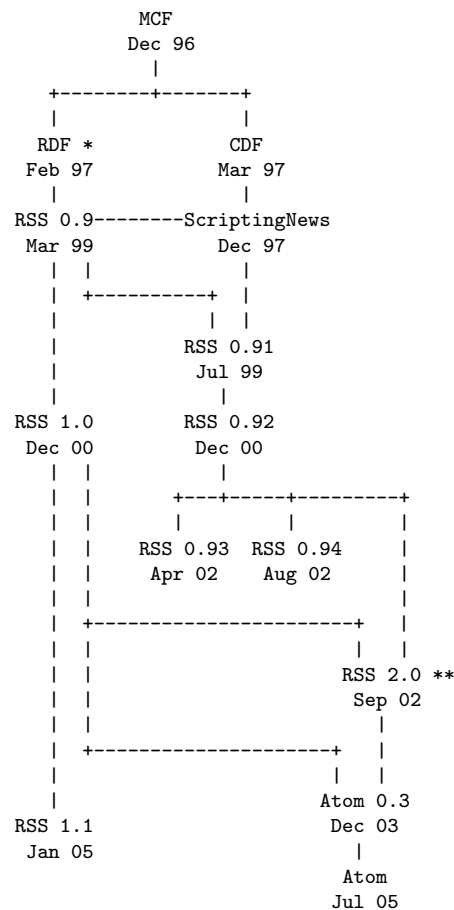 MCF
Dec 96
RDF * CDF
Feb 97 Mar 97
RSS 0.9 ScriptingNews
Mar 99 Dec 97
RSS 0.91
Jul 99
RSS 1.0 RSS 0.92
Dec 00 Dec 00
RSS 0.93 RSS 0.94
Apr 02 Aug 02
RSS 2.0 **
Sep 02
Atom 0.3
RSS 1.1 Dec 03
Jan 05
Atom
Jul 05